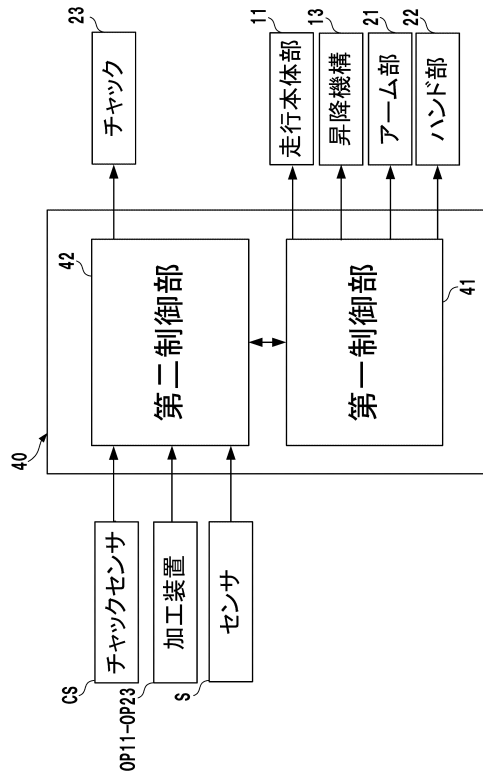 40
CS
チャックセンサ
OP11-OP23
加工装置
S
センサ
42
第二制御部
第一制御部
41
23
チャック
11
走行本体部
13
昇降機構
21
アーム部
22
ハンド部